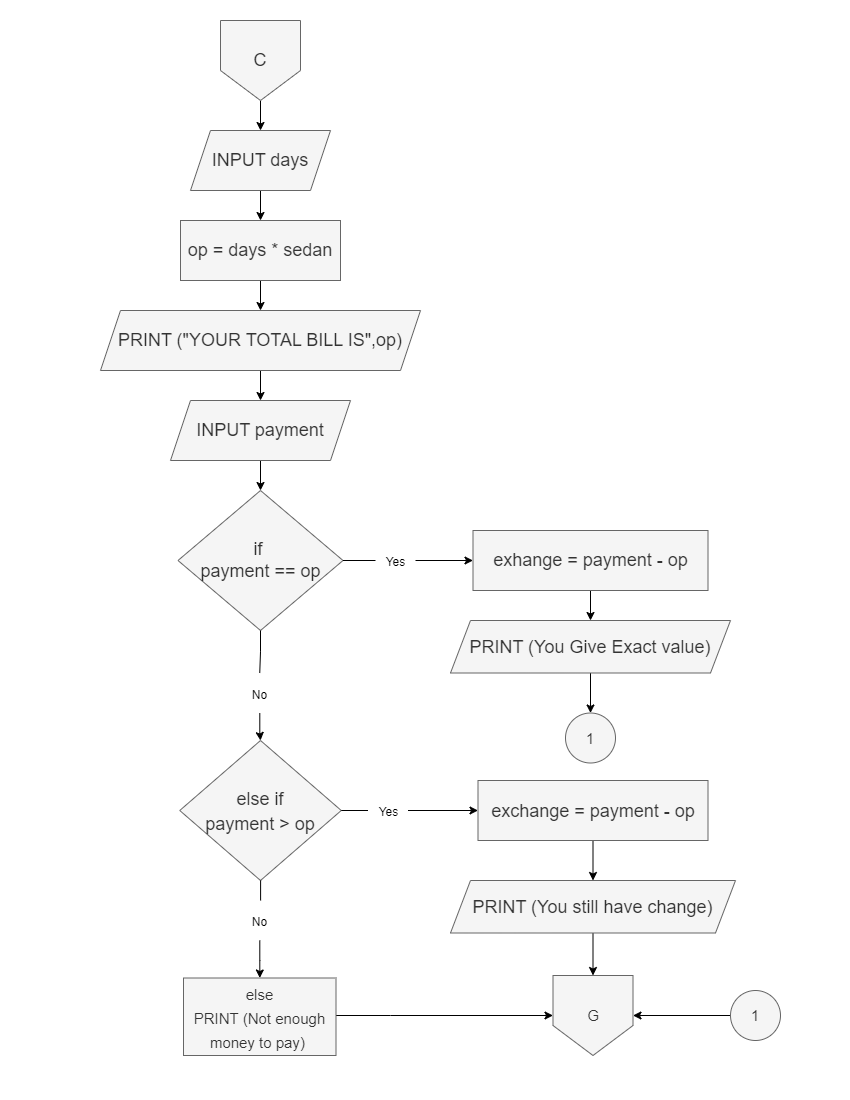 C
INPUT days
op = days * sedan
PRINT ("YOUR TOTAL BILL IS",op)
INPUT payment
if
payment == op
Yes
exhange = payment - op
PRINT (You Give Exact value)
1
No
else if
payment > op
Yes
exchange = payment - op
PRINT (You still have change)
No
else
PRINT (Not enough
money to pay)
G
1